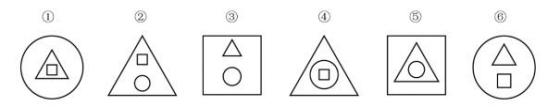 ① ② ③ ④ ⑤ ⑥